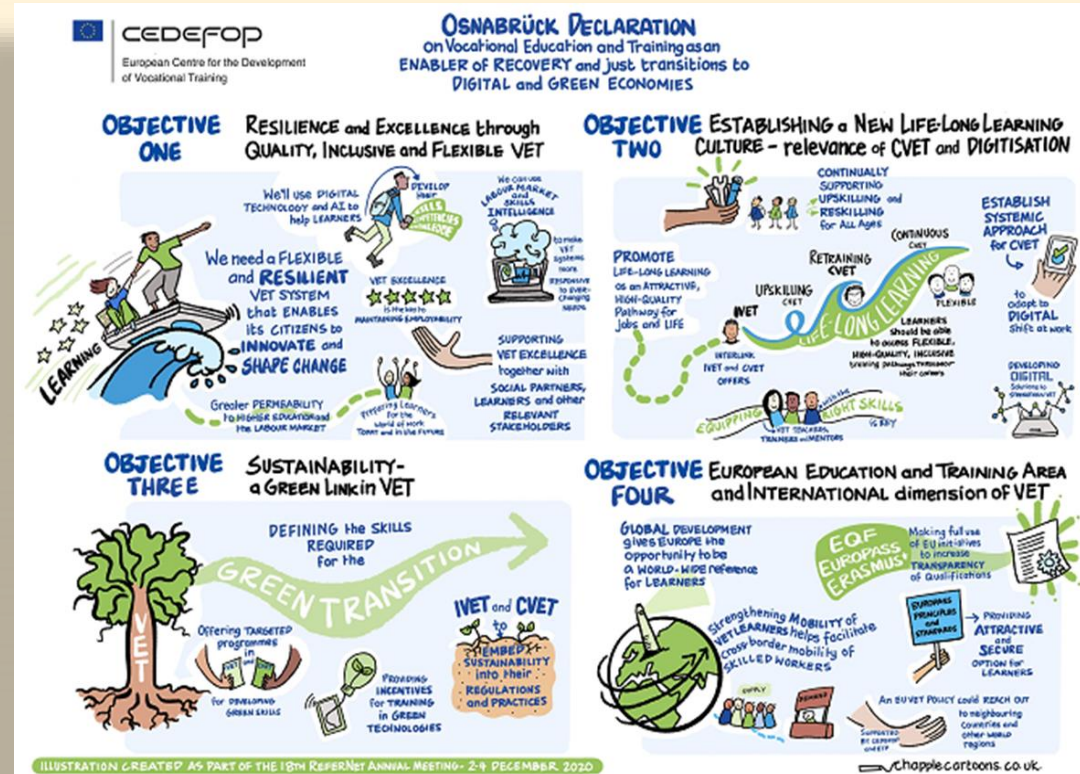 CEDEFOP
European Centre for the Development
of Vocational Training
OSNABRÜCK DECLARATION
on Vocational Education and Training as an
ENABLER OF RECOVERY and just transitions to
DIGITAL and GREEN ECONOMIES
OBJECTIVE
ONE
RESILIENCE and EXCELLENCE through
QUALITY, INCLUSIVE and FLEXIBLE VET
We'll use DIGITAL
TECHNOLOGY and AI to
help LEARNERS
DEVELOP
their
SKILLS
COMPETENCIES
KNOWLEDGE
We can use
LABOUR MARKET
and
SKILLS
INTELLIGENCE
to make
VET
systems
more
RESPONSIVE
to EVER-
CHANGING
NEEDS
We need a FLEXIBLE
and RESILIENT
VET SYSTEM
that ENABLES
its CITIZENS to
INNOVATE and
SHAPE CHANGE
LEARNING
VET EXCELLENCE
is the key to
MAINTAINING EMPLOYABILITY
SUPPORTING
VET EXCELLENCE
together with
SOCIAL PARTNERS,
LEARNERS and other
RELEVANT
STAKEHOLDERS
Greater PERMEABILITY
to HIGHER EDUCATION and
the LABOUR MARKET
Preparing Learners
for the
World of work
TODAY and in the FUTURE
OBJECTIVE
TWO
ESTABLISHING a NEW LIFE-LONG LEARNING
CULTURE - relevance of CVET and DIGITISATION
CONTINUALLY
SUPPORTING
UPSKILLING and
RESKILLING
for ALL AGES
PROMOTE
LIFE-LONG LEARNING
as an ATTRACTIVE,
HIGH-QUALITY
Pathway for
jobs and LIFE
IVET
UPSKILLING
CVET
RETRAINING
CVET
CONTINUOUS
CVET
LIFE-LONG LEARNING
FLEXIBLE
INTERLINK
IVET and CVET
OFFERS
LEARNERS
Should be able
to access FLEXIBLE,
HIGH-QUALITY, INCLUSIVE
training pathways throughout
their careers
EQUIPPING
VET TEACHERS,
TRAINERS and MENTORS
with the
RIGHT SKILLS
is KEY
ESTABLISH
SYSTEMIC
APPROACH
for CVET
to
adapt to
DIGITAL
Shift at work
DEVELOPING
DIGITAL
Solutions to
OBJECTIVE
THREE
SUSTAINABILITY-
a GREEN LINK in VET
DEFINING the SKILLS
REQUIRED
for the
GREEN TRANSITION
VET
Offering TARGETED
programmes
in
VET and CVET
for DEVELOPING
GREEN SKILLS
PROVIDING
INCENTIVES
for TRAINING
in GREEN
TECHNOLOGIES
IVET and CVET
to
EMBED
SUSTAINABILITY
into their
REGULATIONS
and PRACTICES
OBJECTIVE
FOUR
EUROPEAN EDUCATION and TRAINING AREA
and INTERNATIONAL dimension of VET
GLOBAL DEVELOPMENT
gives EUROPE the
opportunity to be
a WORLD-WIDE reference
for LEARNERS
EQF
EUROPASS,
ERASMUS+
Making full use
of EU initiatives
to increase
TRANSPARENCY
of Qualifications
Strengthening MOBILITY of
VET LEARNERS helps facilitate
cross-border mobility of
SKILLED WORKERS
SUPPLY
DEMAND
EUROPASS
PRINCIPLES
and
STANDARDS
PROVIDING
ATTRACTIVE
and
SECURE
OPTION for
LEARNERS
An EU VET POLICY could REACH OUT
to neighbouring
countries and
other WORLD
regions
SUPPORTED
BY CEDEFOP
and ETF
ILLUSTRATION CREATED AS PART OF THE 18TH REFERNET ANNUAL MEETING - 2-4 DECEMBER 2020
chapplecartoons.co.uk